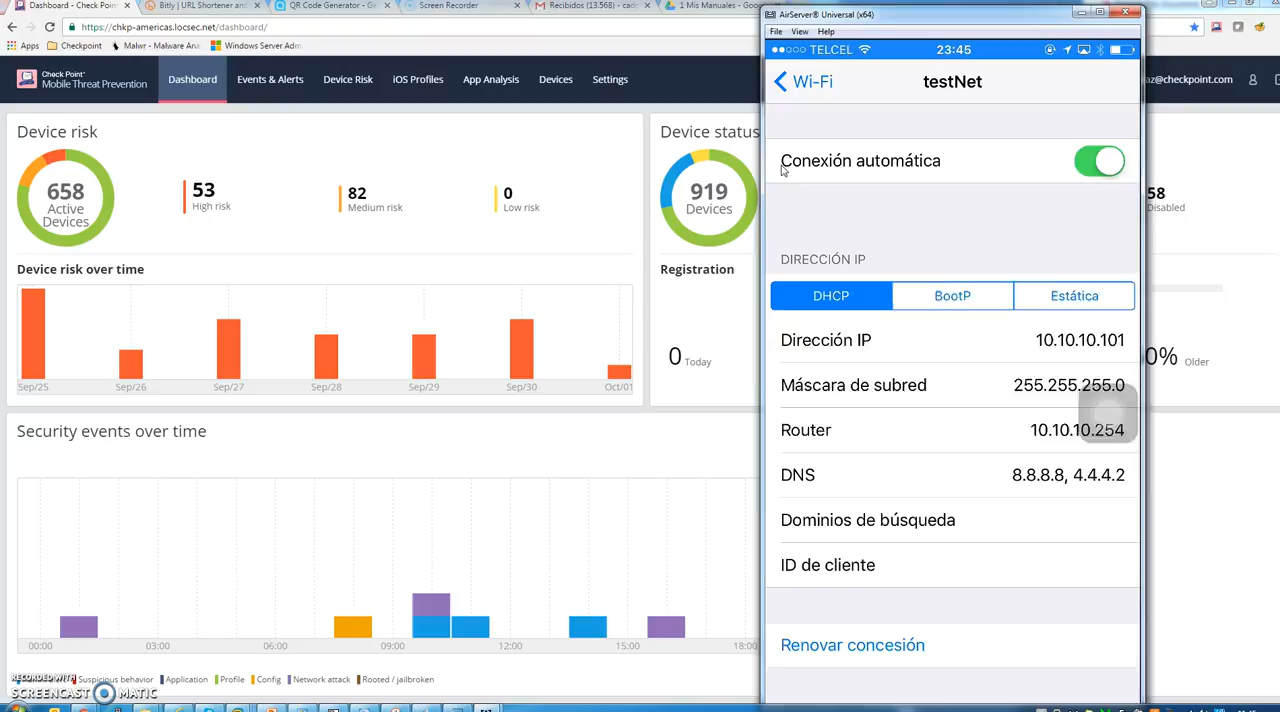 Dashboard - Check Point
Bitly | URL Shortener an
QR Code Generator - G
Screen Recorder
Recibidos (13.568) - cad
1 Mis Manuales - Goo
https://chkp-americas.locsec.net/dashboard/
Apps Checkpoint Malwr - Malware Ana Windows Server Adm
Check Point
Mobile Threat Prevention
Dashboard Events & Alerts Device Risk iOS Profiles App Analysis Devices Settings
az@checkpoint.com
Device risk
658
Active
Devices
53
High risk
82
Medium risk
0
Low risk
Device risk over time
Sep/25 Sep/26 Sep/27 Sep/28 Sep/29 Sep/30 Oct/01
Security events over time
00:00 03:00 06:00 09:00 12:00 15:00 18:00
Suspicious behavior Application Profile Config Network attack Rooted / jailbroken
RECORDED WITH
SCREENCAST MATIC
Device status
919
Devices
58
Disabled
Registration
0 Today
0% Older
AirServer® Universal (x64)
File View Help
TELCEL 23:45
Wi-Fi testNet
Conexión automática
DIRECCIÓN IP
DHCP BootP Estática
Dirección IP 10.10.10.101
Máscara de subred 255.255.255.0
Router 10.10.10.254
DNS 8.8.8.8, 4.4.4.2
Dominios de búsqueda
ID de cliente
Renovar concesión